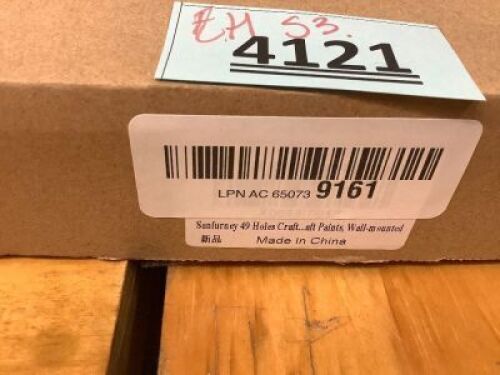 EH S3.
4121
LPN AC 65073 9161
Sunfurney 49 Holes Craft...aft Paints, Wall-mounted
新品 Made in China